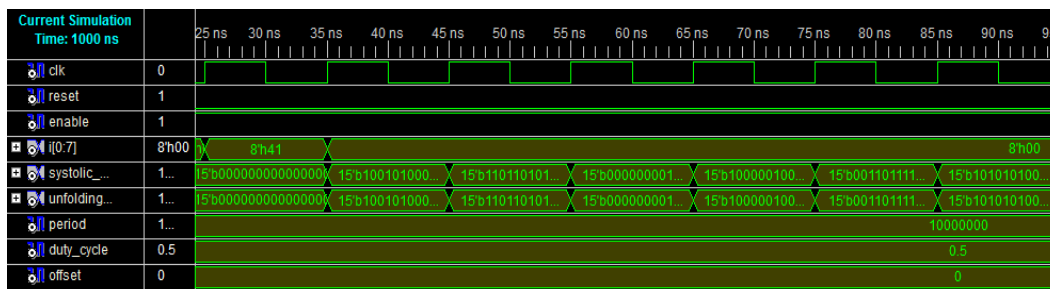 Current Simulation
Time: 1000 ns
25 ns 30 ns 35 ns 40 ns 45 ns 50 ns 55 ns 60 ns 65 ns 70 ns 75 ns 80 ns 85 ns 90 ns 9
clk 0
reset 1
enable 1
i[0:7] 8'h00 8'h41 8'h00
systolic_... 1... 15'b000000000000000 15'b100101000... 15'b110110101... 15'b000000001... 15'b100000100... 15'b001101111... 15'b101010100...
unfolding... 1... 15'b000000000000000 15'b100101000... 15'b110110101... 15'b000000001... 15'b100000100... 15'b001101111... 15'b101010100...
period 1... 10000000
duty_cycle 0.5 0.5
offset 0 0